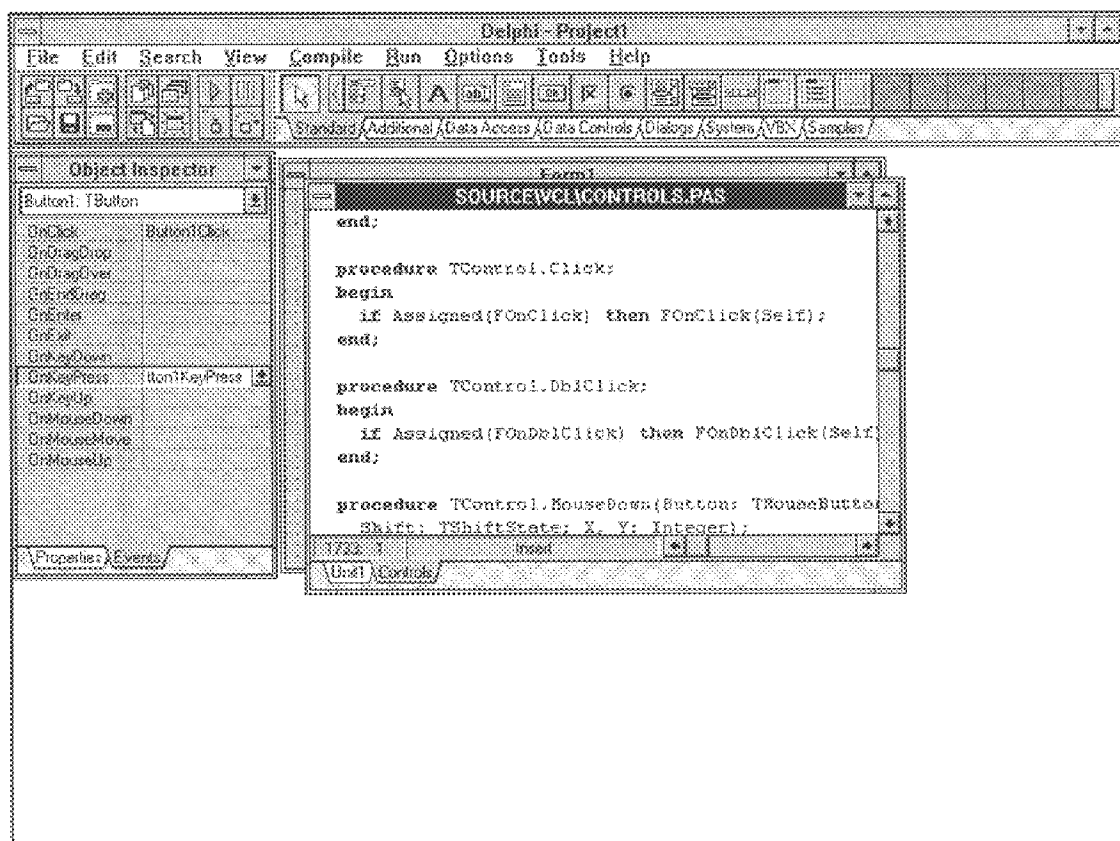 Delphi - Project1
File Edit Search View Compile Run Options Tools Help
Standard Additional Data Access Data Controls Dialogs System VBX Samples
Object Inspector
Button1: TButton
OnClick Button1Click
OnDragDrop
OnDragOver
OnEndDrag
OnEnter
OnExit
OnKeyDown
OnKeyPress tton1KeyPress
OnKeyUp
OnMouseDown
OnMouseMove
OnMouseUp
Properties Events
Form1
SOURCE\VCL\CONTROLS.PAS
end;
procedure TControl.Click;
begin
if Assigned(FOnClick) then FOnClick(Self);
end;
procedure TControl.DblClick;
begin
if Assigned(FOnDblClick) then FOnDblClick(Self
end;
procedure TControl.MouseDown(Button: TMouseButton
Shift: TShiftState; X, Y: Integer);
1723: 1 Insert
Unit1 Controls